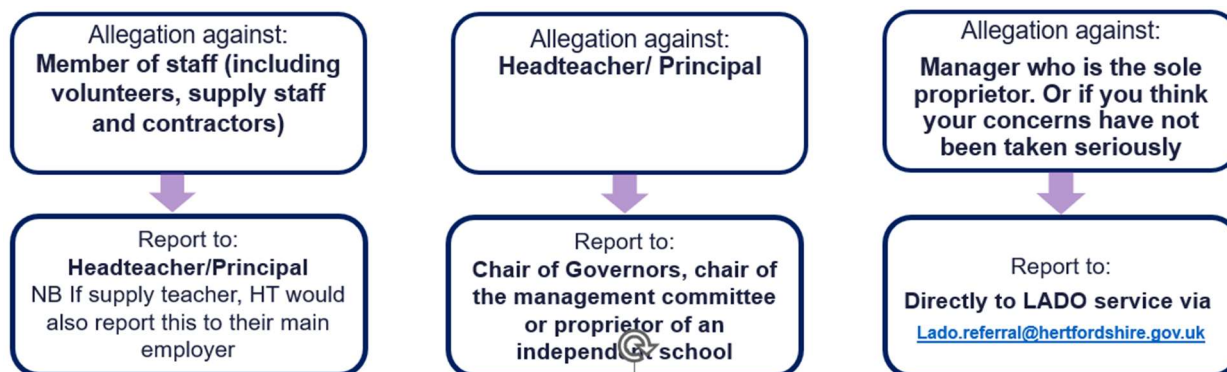 Allegation against:
Member of staff (including
volunteers, supply staff
and contractors)
Report to:
Headteacher/Principal
NB If supply teacher, HT would
also report this to their main
employer
Allegation against:
Headteacher/ Principal
Report to:
Chair of Governors, chair of
the management committee
or proprietor of an
independent school
Allegation against:
Manager who is the sole
proprietor. Or if you think
your concerns have not
been taken seriously
Report to:
Directly to LADO service via
Lado.referral@hertfordshire.gov.uk